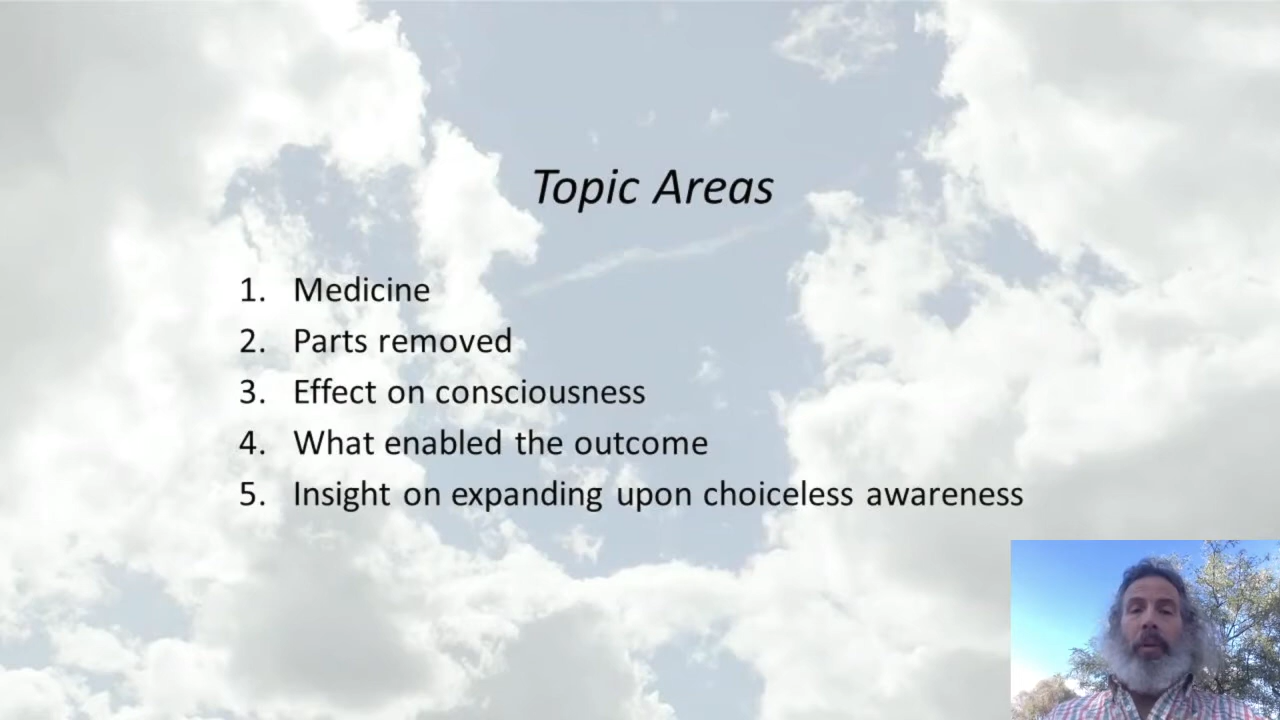 Topic Areas
1. Medicine
2. Parts removed
3. Effect on consciousness
4. What enabled the outcome
5. Insight on expanding upon choiceless awareness